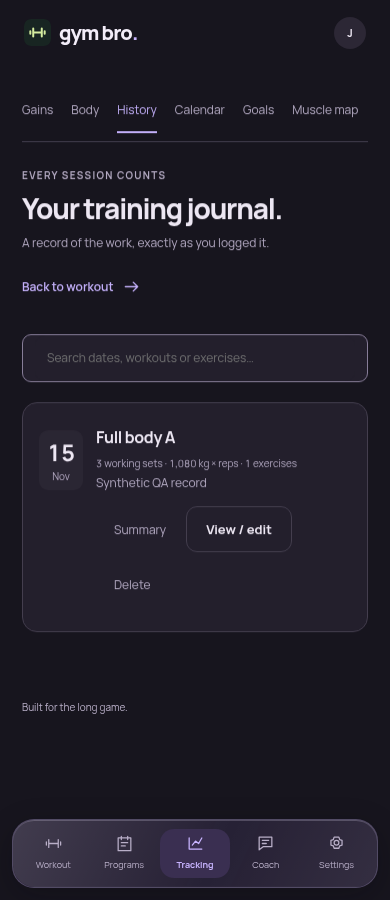 gym bro.
J
Gains Body History Calendar Goals Muscle map
EVERY SESSION COUNTS
Your training journal.
A record of the work, exactly as you logged it.
Back to workout →
Search dates, workouts or exercises...
15
Nov
Full body A
3 working sets · 1,080 kg × reps · 1 exercises
Synthetic QA record
Summary View / edit
Delete
Built for the long game.
Workout Programs Tracking Coach Settings